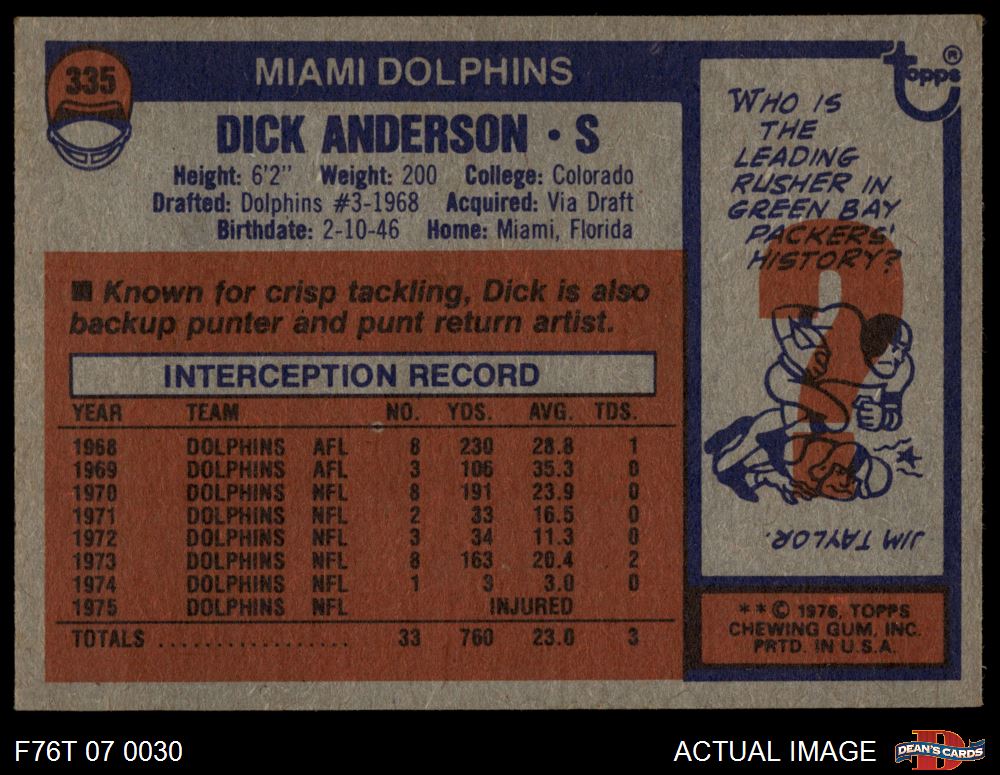 335
MIAMI DOLPHINS
DICK ANDERSON • S
Height: 6'2" Weight: 200 College: Colorado
Drafted: Dolphins #3-1968 Acquired: Via Draft
Birthdate: 2-10-46 Home: Miami, Florida
■ Known for crisp tackling, Dick is also
backup punter and punt return artist.
INTERCEPTION RECORD
YEAR TEAM NO. YDS. AVG. TDS.
1968 DOLPHINS AFL 8 230 28.8 1
1969 DOLPHINS AFL 3 106 35.3 0
1970 DOLPHINS NFL 8 191 23.9 0
1971 DOLPHINS NFL 2 33 16.5 0
1972 DOLPHINS NFL 3 34 11.3 0
1973 DOLPHINS NFL 8 163 20.4 2
1974 DOLPHINS NFL 1 3 3.0 0
1975 DOLPHINS NFL INJURED
TOTALS .................... 33 760 23.0 3
topps ®
WHO IS
THE
LEADING
RUSHER IN
GREEN BAY
PACKERS'
HISTORY?
?
JIM TAYLOR.
* * © 1976, TOPPS
CHEWING GUM, INC.
PRTD. IN U.S.A.
F76T 07 0030
ACTUAL IMAGE
D
DEAN'S CARDS